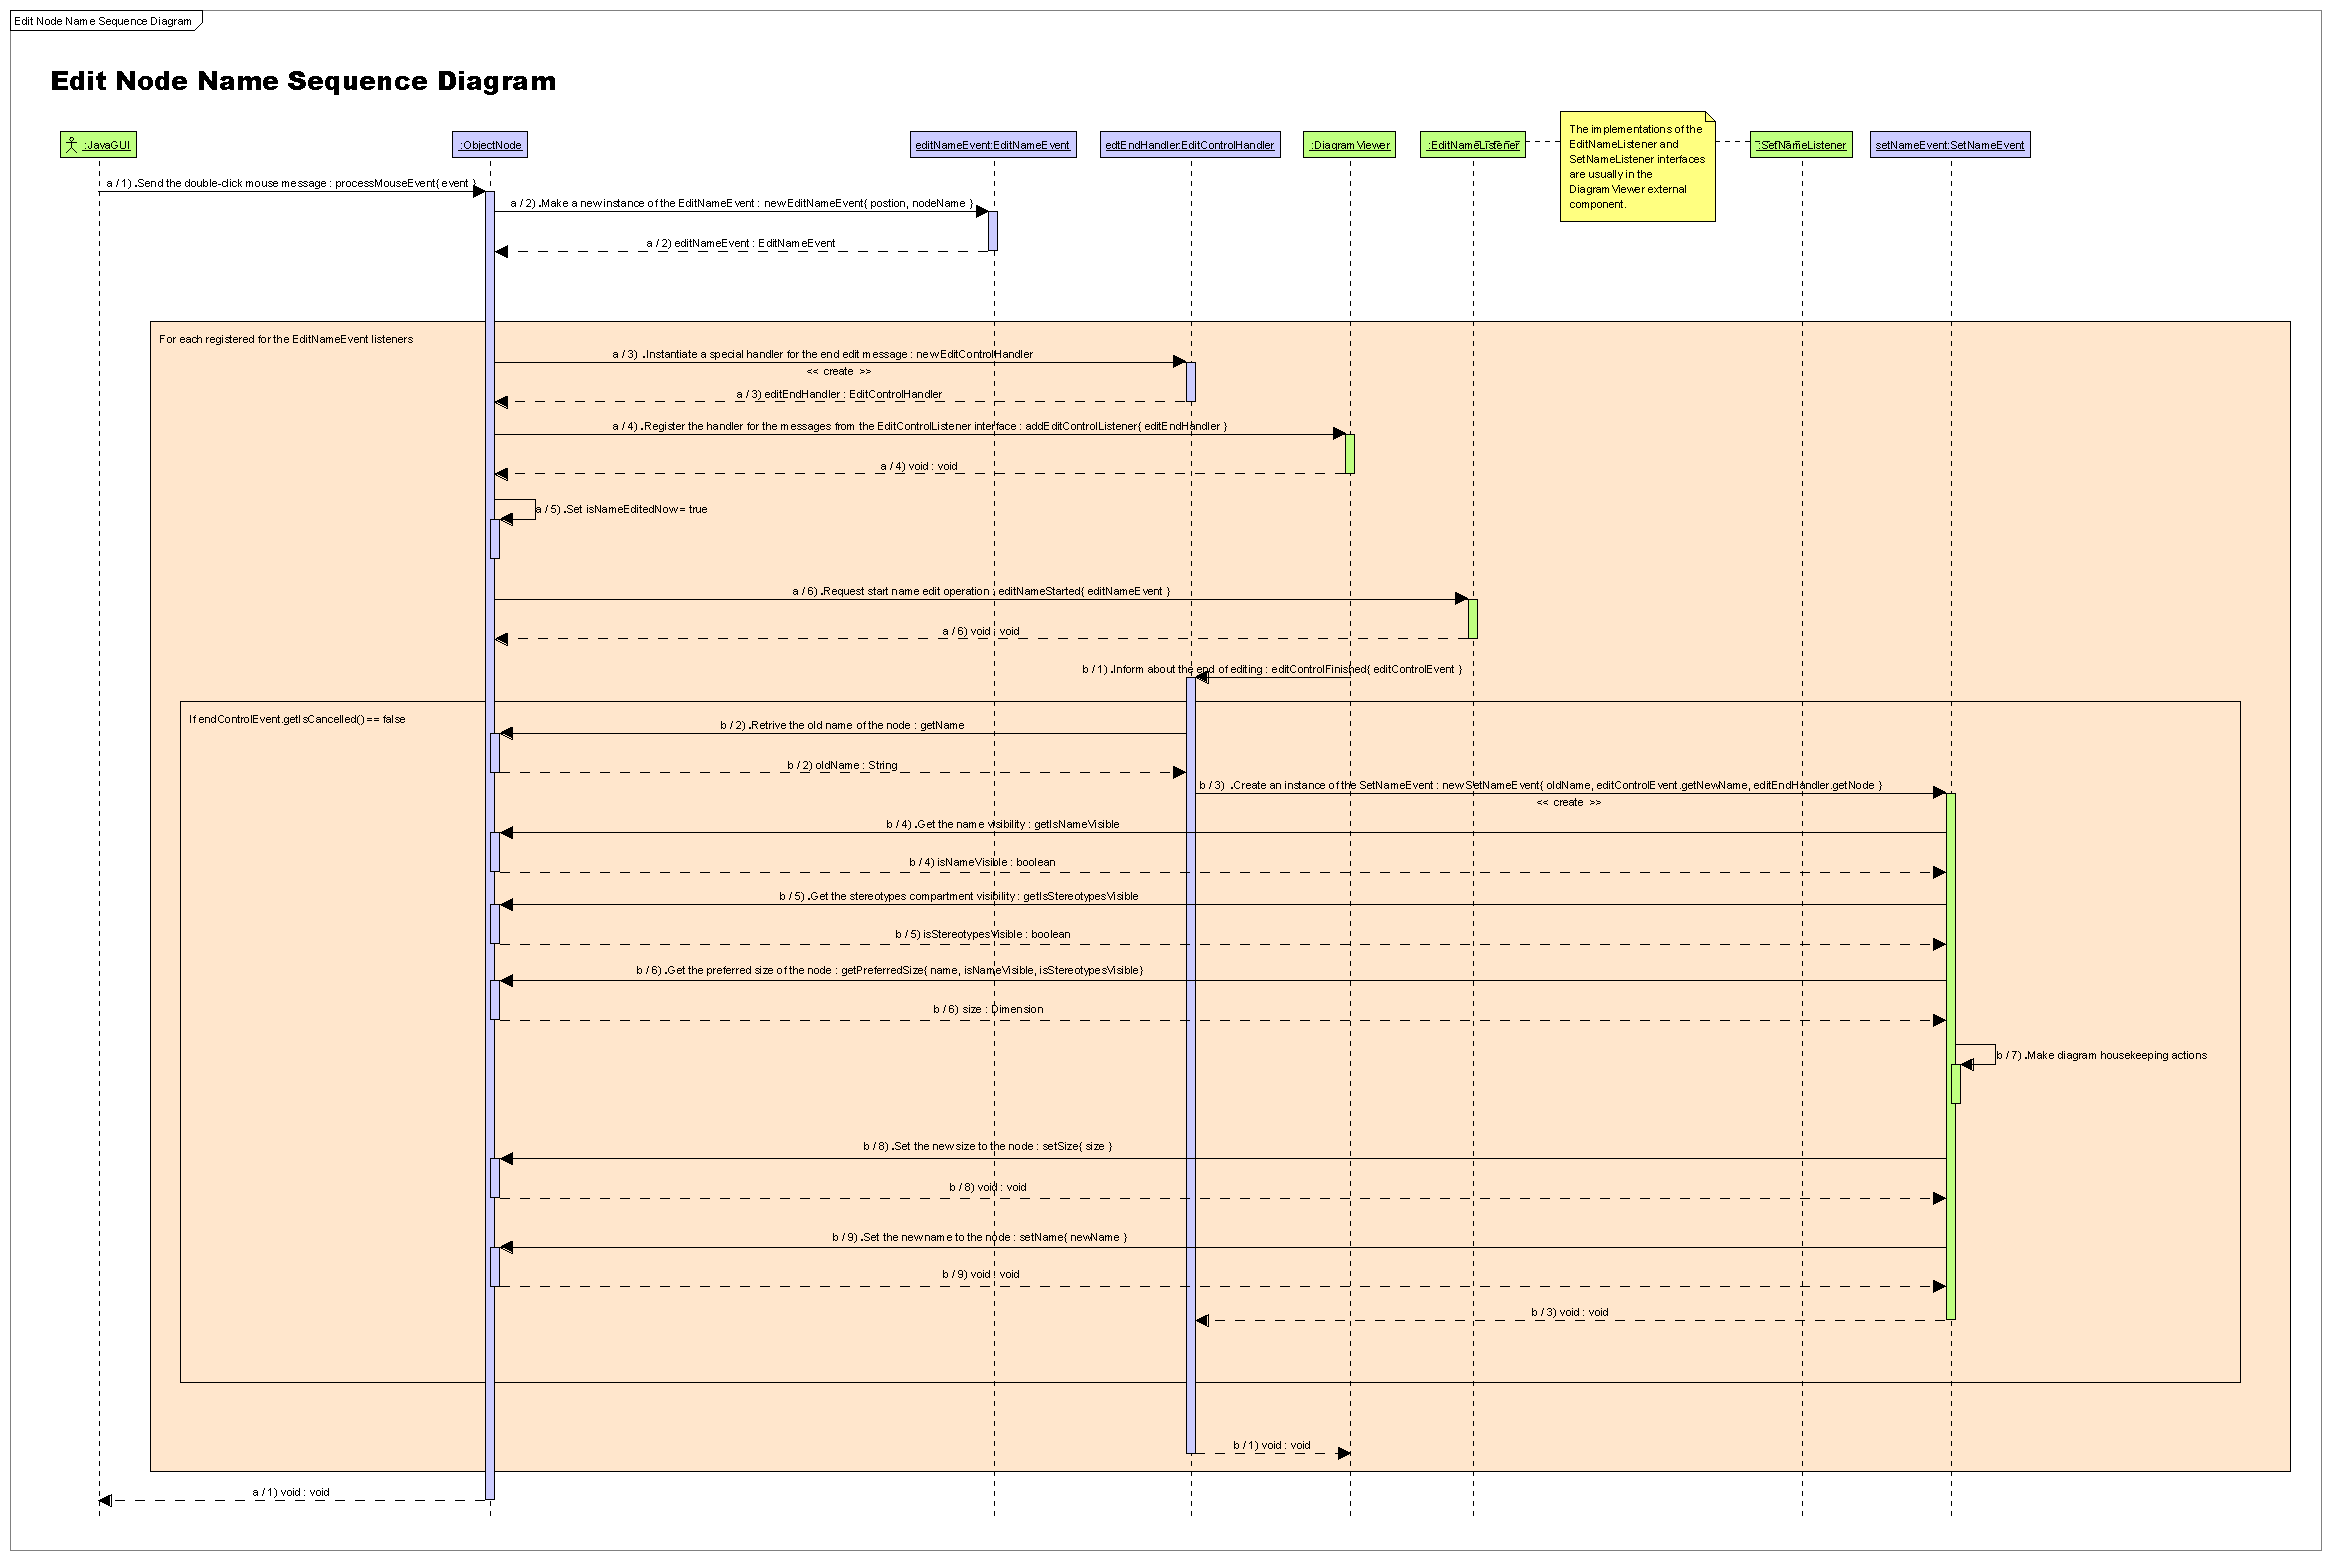 Edit Node Name Sequence Diagram
Edit Node Name Sequence Diagram
:JavaGUI
:ObjectNode
editNameEvent:EditNameEvent
edtEndHandler:EditControlHandler
:DiagramViewer
:EditNameListener
The implementations of the
EditNameListener and
SetNameListener interfaces
are usually in the
DiagramViewer external
component.
:SetNameListener
setNameEvent:SetNameEvent
a / 1) .Send the double-click mouse message : processMouseEvent{ event }
a / 2) .Make a new instance of the EditNameEvent : new EditNameEvent{ postion, nodeName }
a / 2) editNameEvent : EditNameEvent
For each registered for the EditNameEvent listeners
a / 3) .Instantiate a special handler for the end edit message : new EditControlHandler
<< create >>
a / 3) editEndHandler : EditControlHandler
a / 4) .Register the handler for the messages from the EditControlListener interface : addEditControlListener{ editEndHandler }
a / 4) void : void
a / 5) .Set isNameEditedNow = true
a / 6) .Request start name edit operation : editNameStarted{ editNameEvent }
a / 6) void : void
b / 1) .Inform about the end of editing : editControlFinished{ editControlEvent }
If endControlEvent.getIsCancelled() == false
b / 2) .Retrive the old name of the node : getName
b / 2) oldName : String
b / 3) .Create an instance of the SetNameEvent : new SetNameEvent{ oldName, editControlEvent.getNewName, editEndHandler.getNode }
<< create >>
b / 4) .Get the name visibility : getIsNameVisible
b / 4) isNameVisible : boolean
b / 5) .Get the stereotypes compartment visibility : getIsStereotypesVisible
b / 5) isStereotypesVisible : boolean
b / 6) .Get the preferred size of the node : getPreferredSize{ name, isNameVisible, isStereotypesVisible}
b / 6) size : Dimension
b / 7) .Make diagram housekeeping actions
b / 8) .Set the new size to the node : setSize{ size }
b / 8) void : void
b / 9) .Set the new name to the node : setName{ newName }
b / 9) void : void
b / 3) void : void
b / 1) void : void
a / 1) void : void